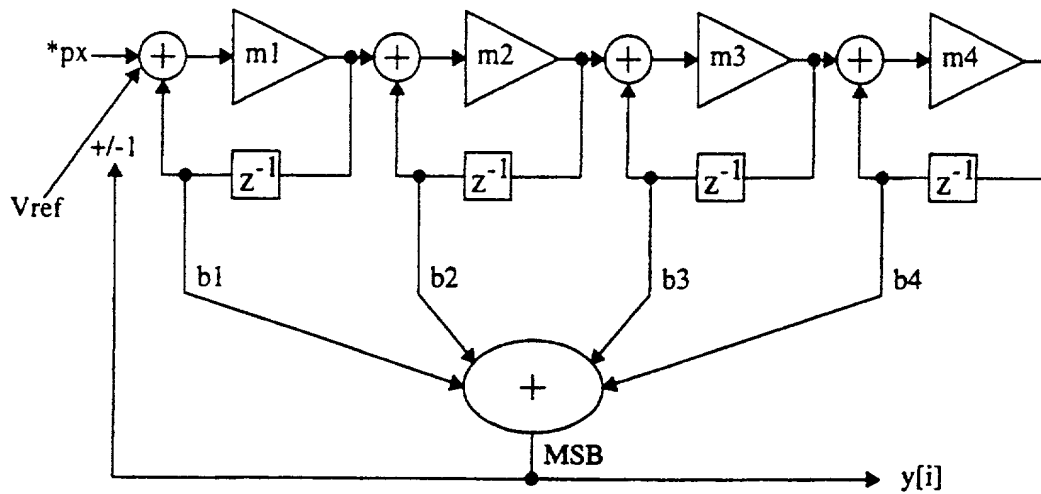 *px
+
m1
+
m2
+
m3
+
m4
+/-1
z-1
z-1
z-1
z-1
Vref
b1
b2
b3
b4
+
MSB
y[i]